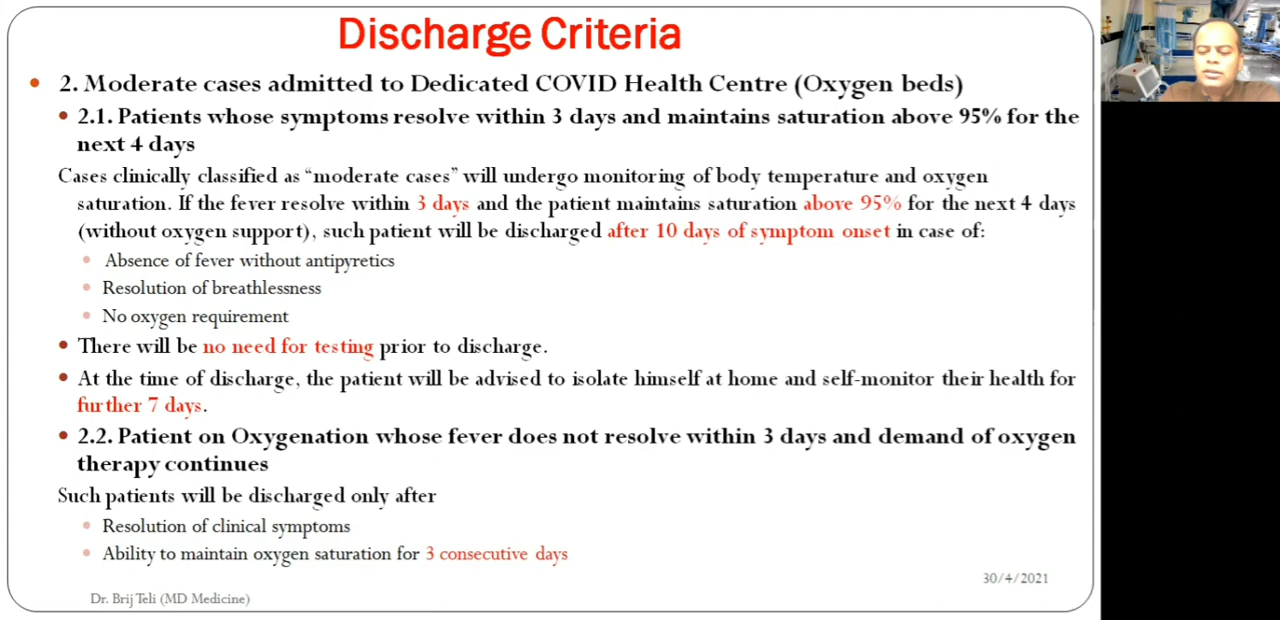 Discharge Criteria
2. Moderate cases admitted to Dedicated COVID Health Centre (Oxygen beds)
2.1. Patients whose symptoms resolve within 3 days and maintains saturation above 95% for the
next 4 days
Cases clinically classified as “moderate cases” will undergo monitoring of body temperature and oxygen
saturation. If the fever resolve within 3 days and the patient maintains saturation above 95% for the next 4 days
(without oxygen support), such patient will be discharged after 10 days of symptom onset in case of:
Absence of fever without antipyretics
Resolution of breathlessness
No oxygen requirement
There will be no need for testing prior to discharge.
At the time of discharge, the patient will be advised to isolate himself at home and self-monitor their health for
further 7 days.
2.2. Patient on Oxygenation whose fever does not resolve within 3 days and demand of oxygen
therapy continues
Such patients will be discharged only after
Resolution of clinical symptoms
Ability to maintain oxygen saturation for 3 consecutive days
30/4/2021
Dr. Brij Teli (MD Medicine)